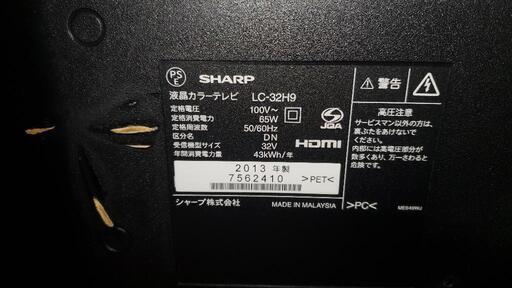 PS
E
SHARP
液晶カラーテレビ LC-32H9
定格電圧 100V～
定格消費電力 65W
定格周波数 50/60Hz
区分名 DN
受信機型サイズ 32V
年間消費電力量 43kWh/年
JQA
HDMI
2013 年製
7562410
>PET<
シャープ株式会社
MADE IN MALAYSIA
警告
高圧注意
サービスマン以外の方は、
裏ぶたをあけないで
ください。
内部には高電圧部分が
数多くあり、万一さわると
危険です。
>PC<